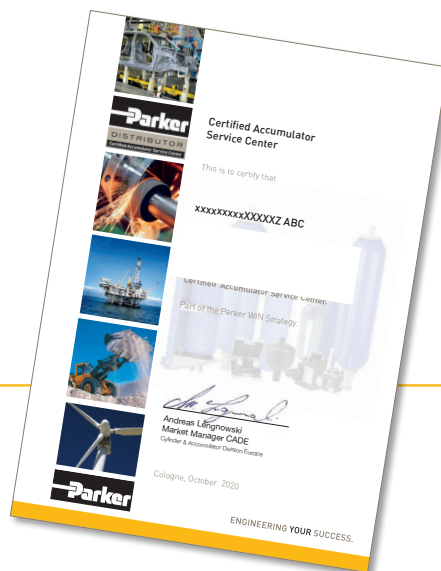 Parker
DISTRIBUTOR
Certified Accumulator Service Center
Certified Accumulator
Service Center
This is to certify that
xxxxxxxxxXXXXXZ ABC
Certified Accumulator Service Center.
Part of the Parker WIN Strategy.
Andreas Lengnowski
Market Manager CADE
Cylinder & Accumulator Division Europe
Cologne, October 2020
Parker
ENGINEERING YOUR SUCCESS.